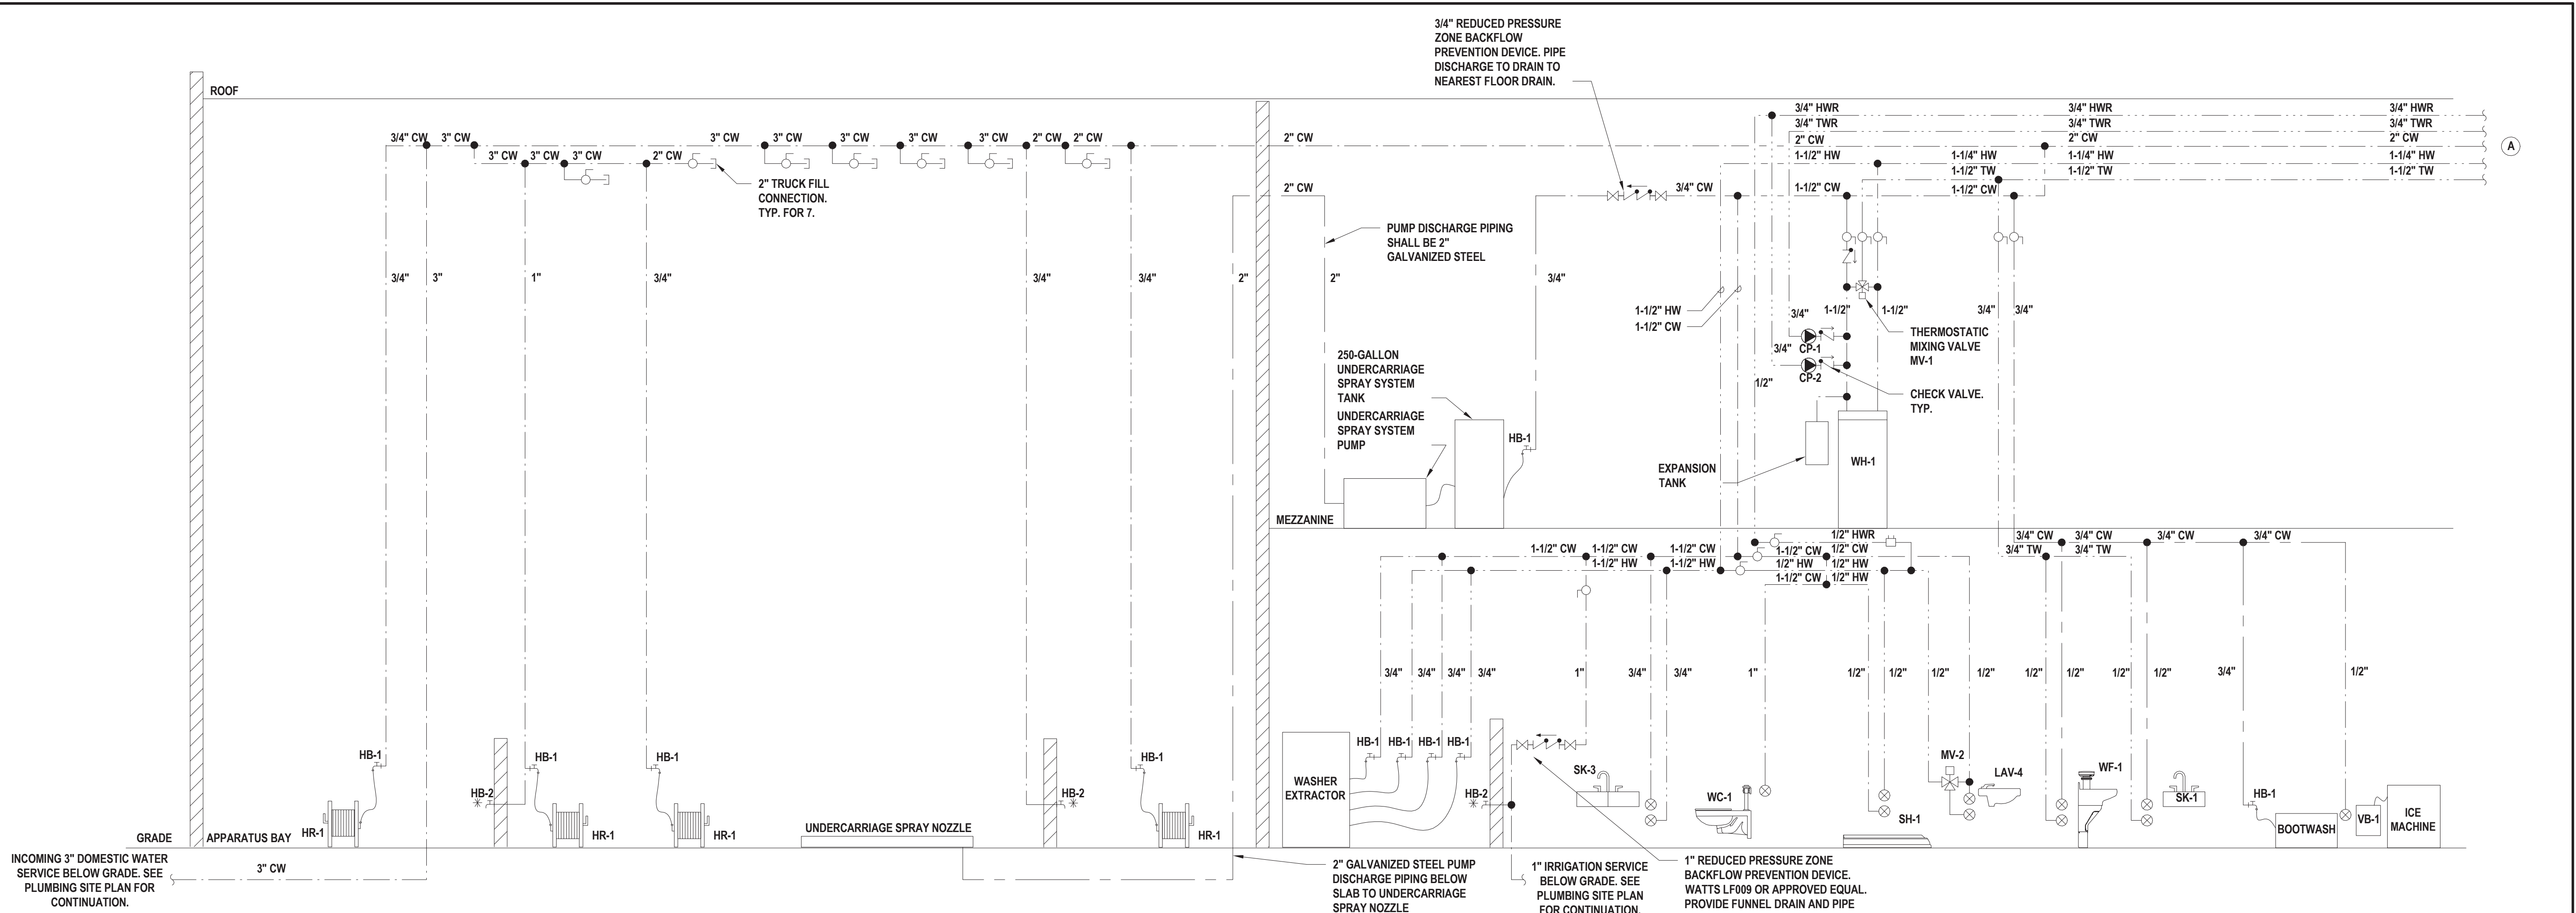 3/4" REDUCED PRESSURE
ZONE BACKFLOW
PREVENTION DEVICE. PIPE
DISCHARGE TO DRAIN TO
NEAREST FLOOR DRAIN.
ROOF
3/4" HWR 3/4" HWR 3/4" HWR
3/4" TWR 3/4" TWR 3/4" TWR
3/4" CW 3" CW 3" CW 3" CW 3" CW 3" CW 3" CW 2" CW 2" CW 2" CW 2" CW 2" CW 2" CW
A
3" CW 3" CW 3" CW 2" CW
1-1/2" HW 1-1/4" HW 1-1/4" HW 1-1/4" HW
1-1/2" TW 1-1/2" TW 1-1/2" TW
2" TRUCK FILL
CONNECTION.
TYP. FOR 7.
2" CW 3/4" CW 1-1/2" CW 1-1/2" CW
PUMP DISCHARGE PIPING
SHALL BE 2"
GALVANIZED STEEL
3/4" 3" 1" 3/4" 3/4" 3/4" 2" 2" 3/4"
1-1/2" HW
1-1/2" CW
3/4" 1-1/2" 1-1/2" 3/4" 3/4"
THERMOSTATIC
MIXING VALVE
MV-1
3/4" CP-1
CP-2
1/2"
CHECK VALVE.
TYP.
250-GALLON
UNDERCARRIAGE
SPRAY SYSTEM
TANK
UNDERCARRIAGE
SPRAY SYSTEM
PUMP
HB-1
EXPANSION
TANK
WH-1
MEZZANINE
1/2" HWR
3/4" CW 3/4" CW 3/4" CW 3/4" CW
1-1/2" CW 1-1/2" CW 1-1/2" CW 1-1/2" CW 1/2" CW 3/4" TW 3/4" TW
1-1/2" HW 1-1/2" HW 1/2" HW 1/2" HW
1-1/2" CW 1/2" HW
3/4" 3/4" 3/4" 3/4" 1" 3/4" 3/4" 1" 1/2" 1/2" 1/2" 1/2" 1/2" 1/2" 1/2" 1/2" 3/4" 1/2"
HB-1 HB-1 HB-1 HB-1 HB-1 HB-1 HB-1 HB-1
HB-2 HB-2 HB-2
HR-1 HR-1 HR-1 HR-1
WASHER
EXTRACTOR
SK-3
WC-1
SH-1
MV-2
LAV-4
WF-1
SK-1
HB-1
BOOTWASH
VB-1
ICE
MACHINE
GRADE APPARATUS BAY
UNDERCARRIAGE SPRAY NOZZLE
INCOMING 3" DOMESTIC WATER
SERVICE BELOW GRADE. SEE
PLUMBING SITE PLAN FOR
CONTINUATION.
3" CW
2" GALVANIZED STEEL PUMP
DISCHARGE PIPING BELOW
SLAB TO UNDERCARRIAGE
SPRAY NOZZLE
1" IRRIGATION SERVICE
BELOW GRADE. SEE
PLUMBING SITE PLAN
FOR CONTINUATION.
1" REDUCED PRESSURE ZONE
BACKFLOW PREVENTION DEVICE.
WATTS LF009 OR APPROVED EQUAL.
PROVIDE FUNNEL DRAIN AND PIPE